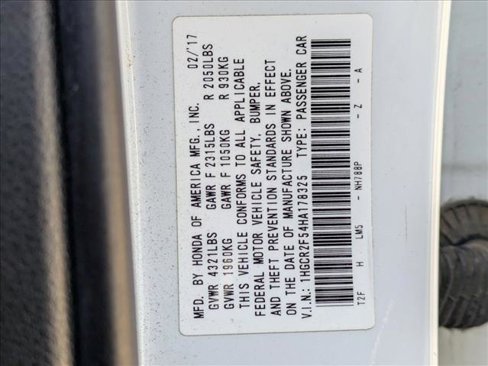 MFD. BY HONDA OF AMERICA MFG., INC. 02/'17
GVWR 4321LBS GAWR F 2315LBS R 2050LBS
GVWR 1960KG GAWR F 1050KG R 930KG
THIS VEHICLE CONFORMS TO ALL APPLICABLE
FEDERAL MOTOR VEHICLE SAFETY, BUMPER,
AND THEFT PREVENTION STANDARDS IN EFFECT
ON THE DATE OF MANUFACTURE SHOWN ABOVE.
V.I.N.: 1HGCR2F54HA178325 TYPE: PASSENGER CAR
T2F H LM5 - NH788P - Z - A